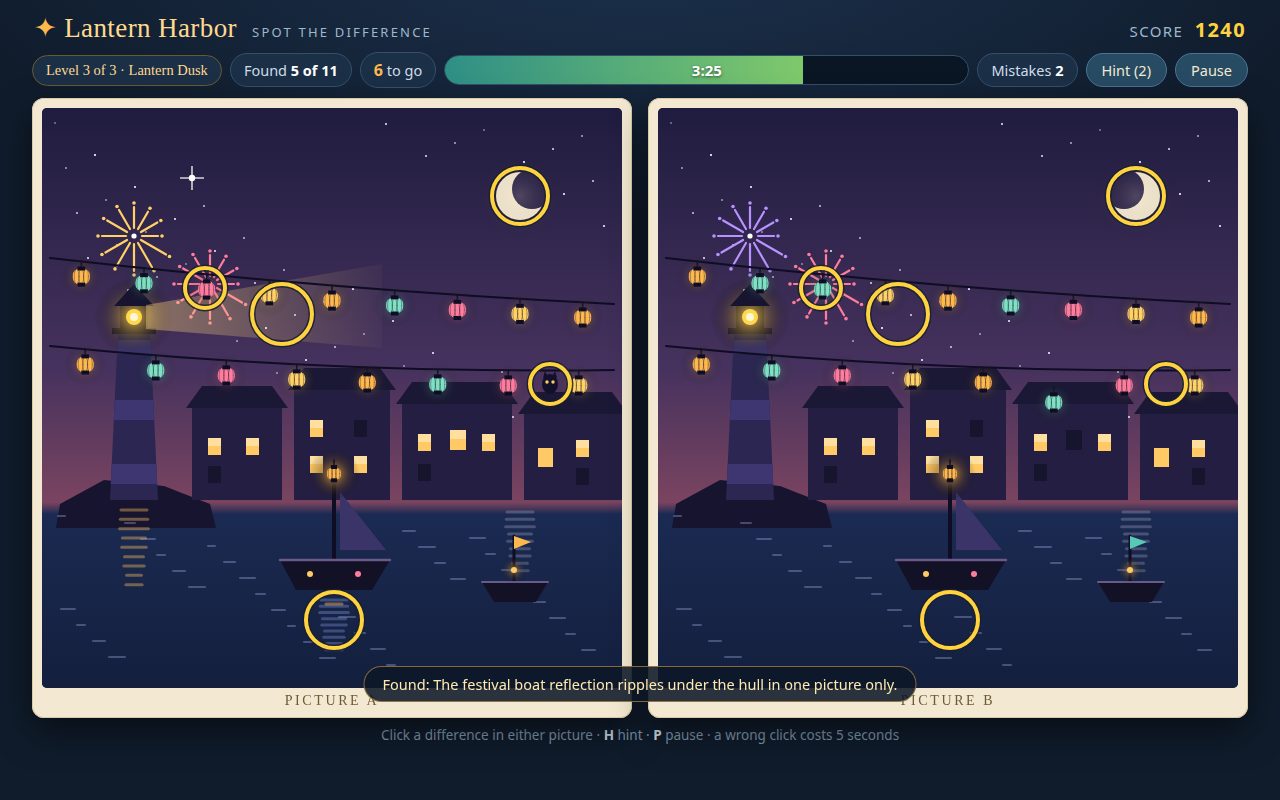 ✦ Lantern Harbor SPOT THE DIFFERENCE SCORE 1240
Level 3 of 3 · Lantern Dusk Found 5 of 11 6 to go 3:25 Mistakes 2 Hint (2) Pause
Found: The festival boat reflection ripples under the hull in one picture only.
PICTURE A PICTURE B
Click a difference in either picture · H hint · P pause · a wrong click costs 5 seconds